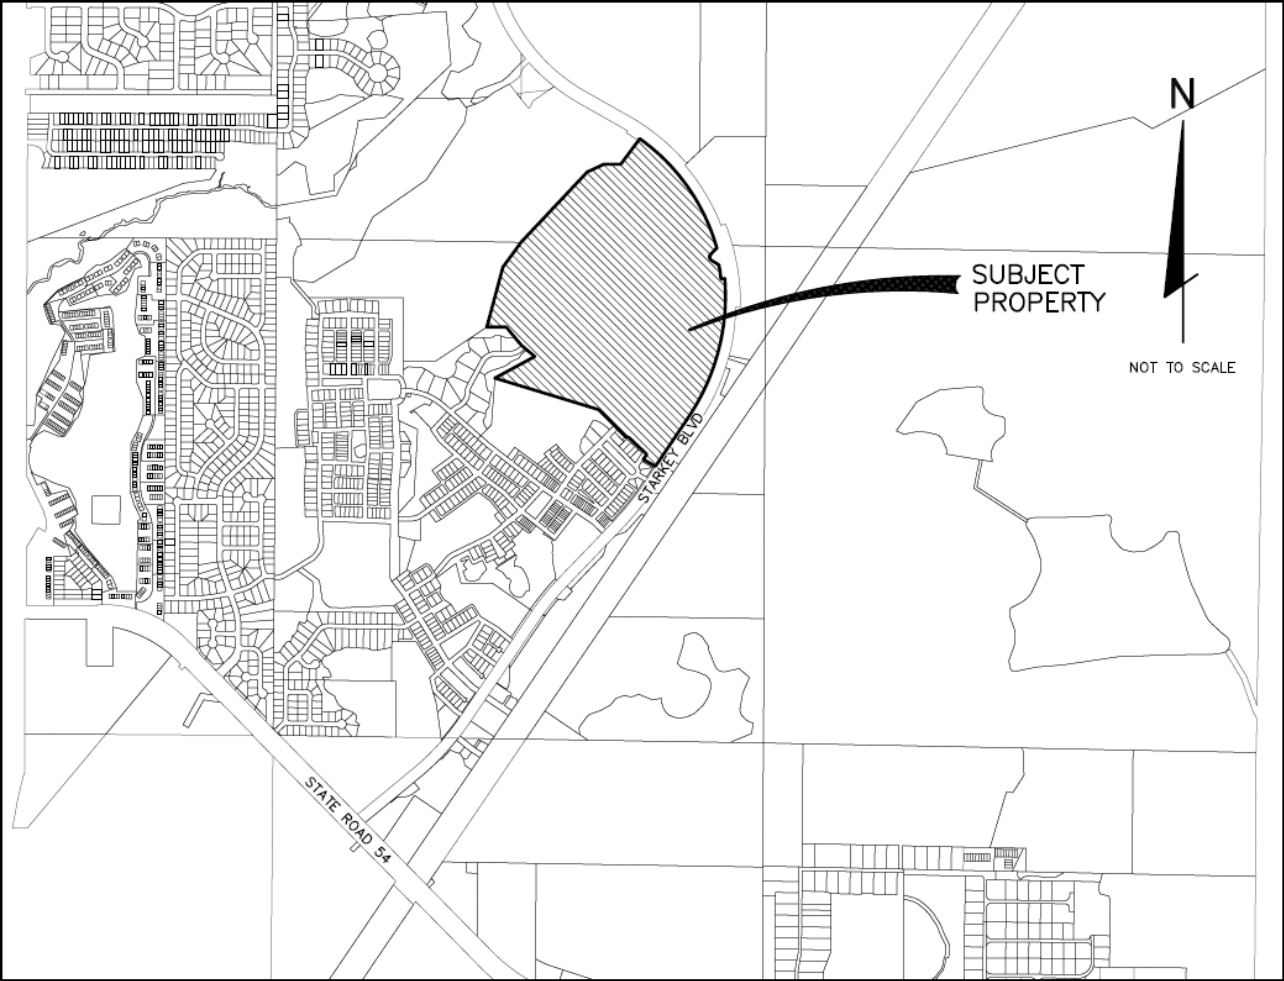 N
SUBJECT
PROPERTY
NOT TO SCALE
STARKEY BLVD
STATE ROAD 54